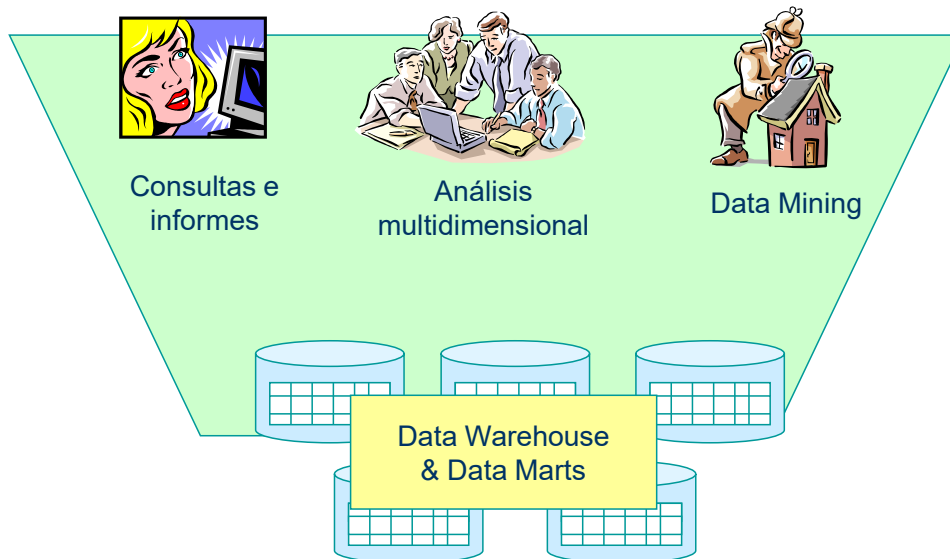 Consultas e
informes
Análisis
multidimensional
Data Mining
Data Warehouse
& Data Marts